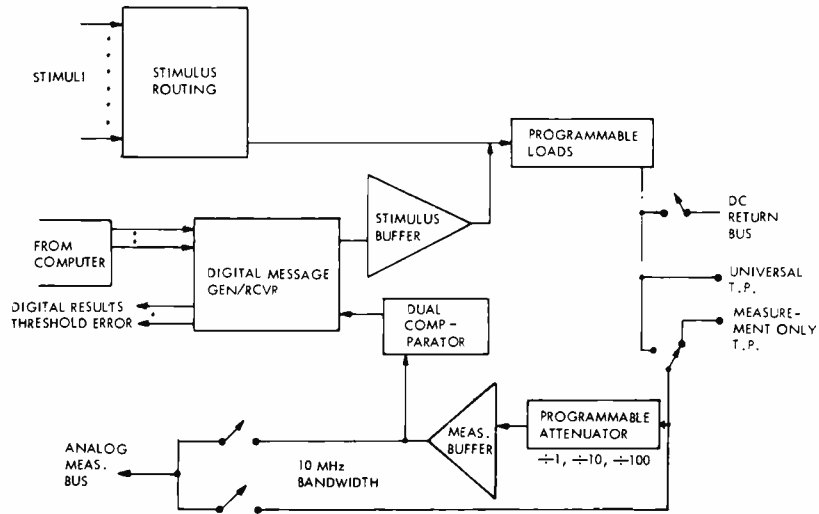 STIMULI
STIMULUS
ROUTING
PROGRAMMABLE
LOADS
STIMULUS
BUFFER
DC
RETURN
BUS
FROM
COMPUTER
DIGITAL MESSAGE
GEN/RCVR
UNIVERSAL
T.P.
DIGITAL RESULTS
THRESHOLD ERROR
DUAL
COMP-
PARATOR
MEASURE-
MENT ONLY
T.P.
ANALOG
MEAS.
BUS
10 MHz
BANDWIDTH
MEAS.
BUFFER
PROGRAMMABLE
ATTENUATOR
÷1, ÷10, ÷100